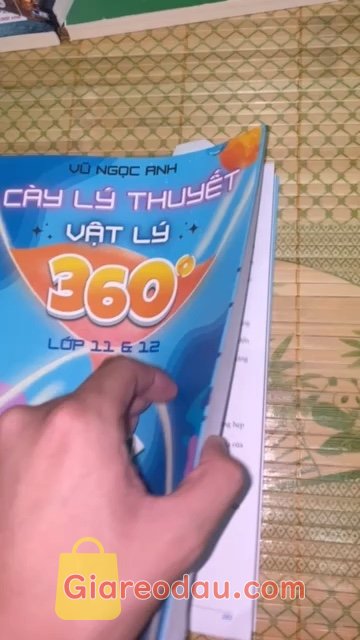 VŨ NGỌC ANH
CÀY LÝ THUYẾT
VẬT LÝ
360°
LỚP 11 & 12
Giareodau.com